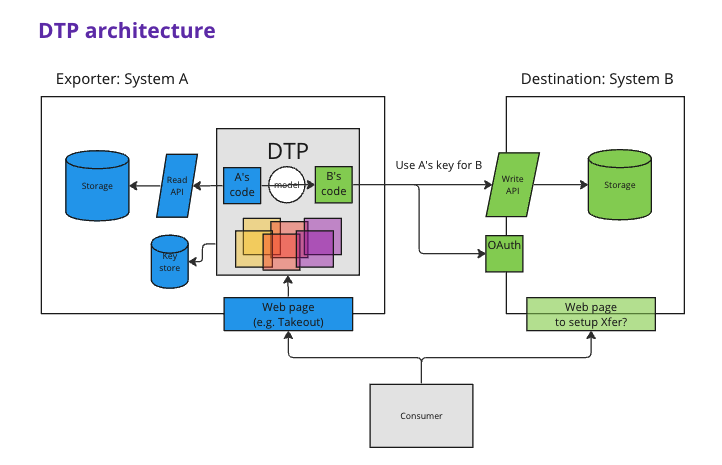 DTP architecture
Exporter: System A
Destination: System B
DTP
Use A's key for B
Storage
Read
API
A's
code
model
B's
code
Write
API
Storage
Key
store
OAuth
Web page
(e.g. Takeout)
Web page
to setup Xfer?
Consumer